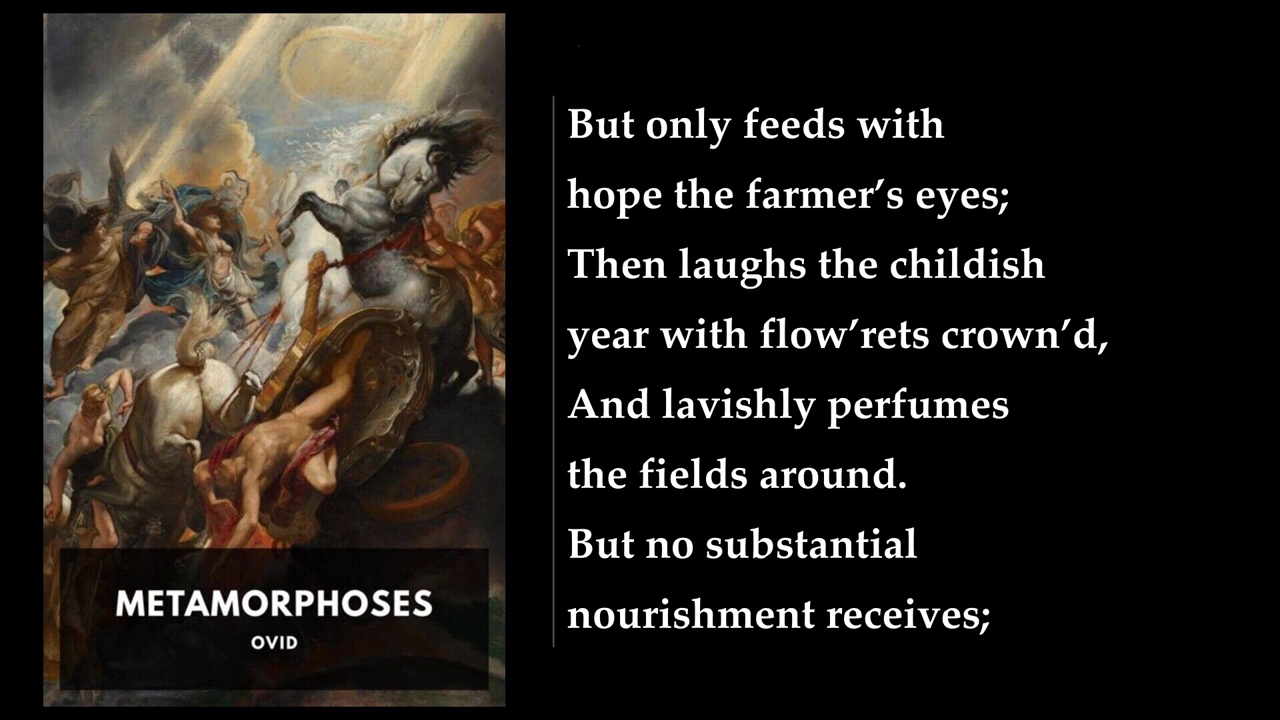 METAMORPHOSES
OVID
But only feeds with
hope the farmer’s eyes;
Then laughs the childish
year with flow’rets crown’d,
And lavishly perfumes
the fields around.
But no substantial
nourishment receives;